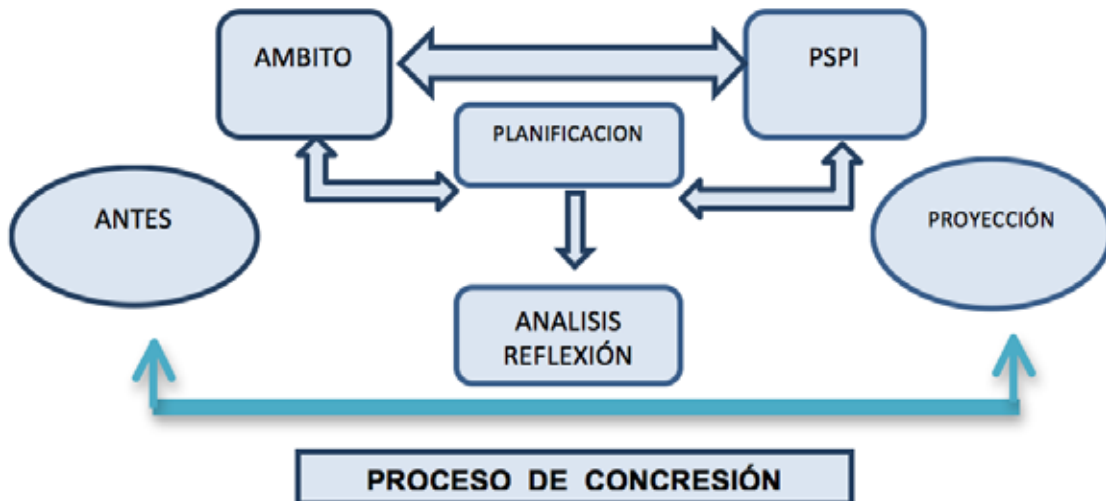 AMBITO
PSPI
PLANIFICACION
ANTES
PROYECCIÓN
ANALISIS
REFLEXIÓN
PROCESO DE CONCRESIÓN